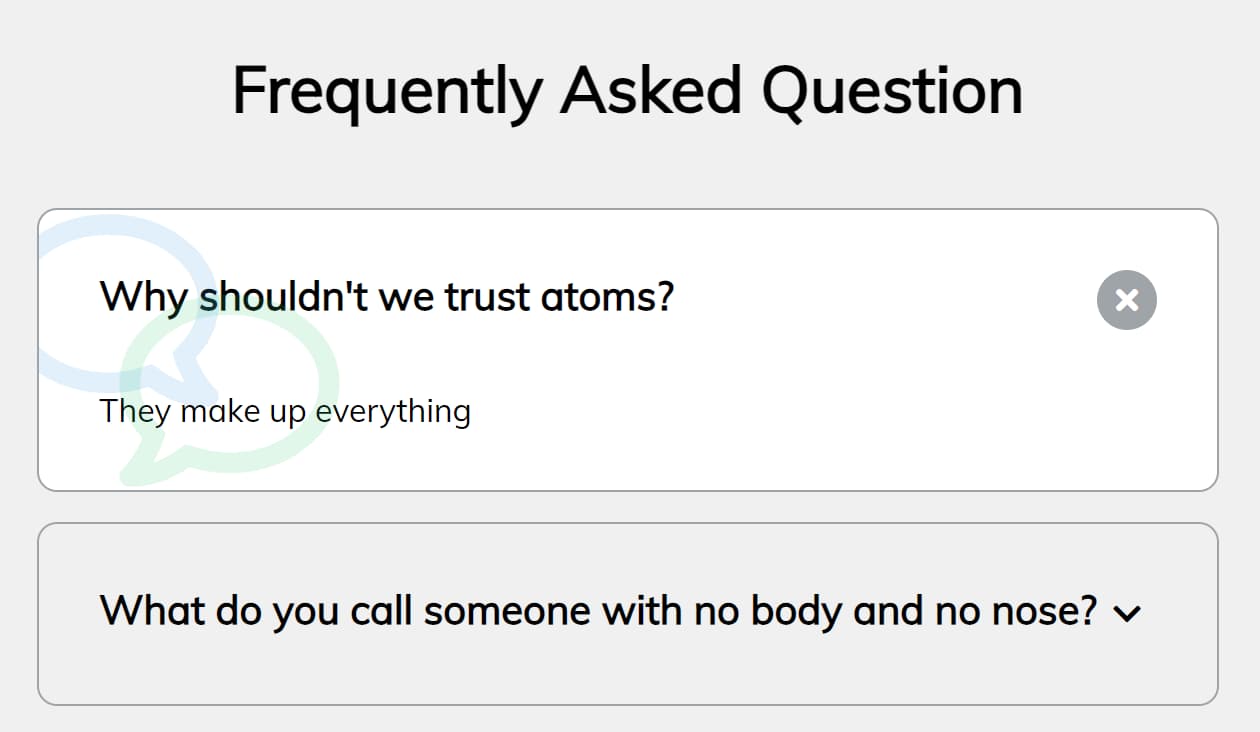 Frequently Asked Question
Why shouldn't we trust atoms?
They make up everything
What do you call someone with no body and no nose?